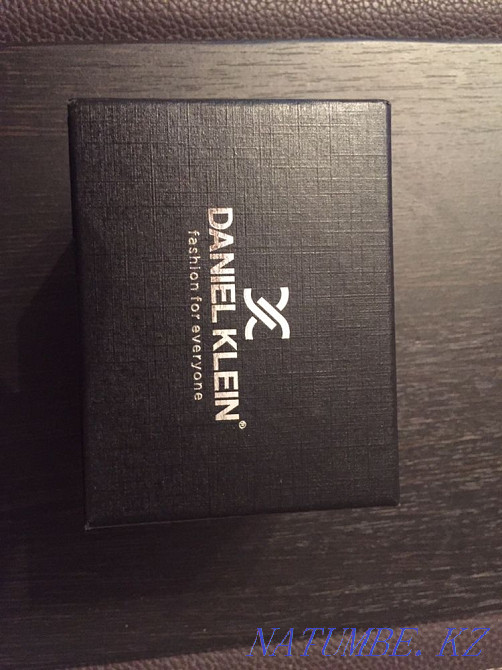 DANIEL KLEIN®
fashion for everyone
NATUMBE. KZ